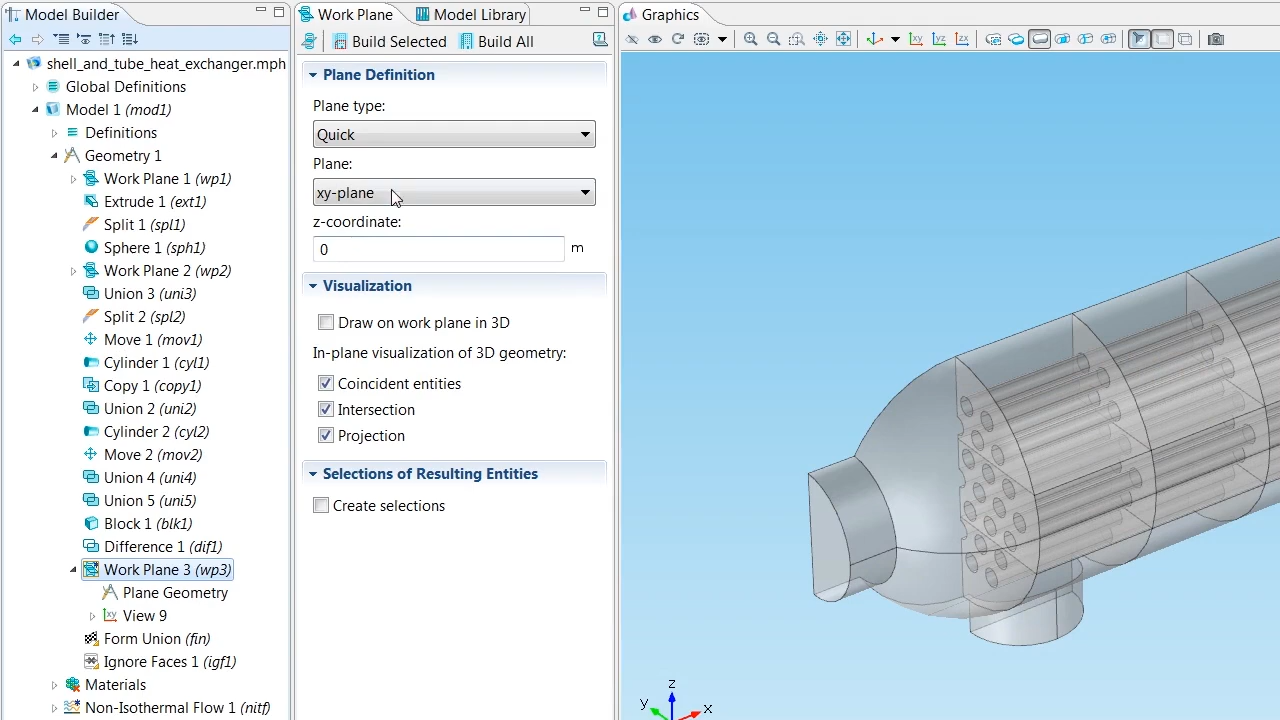 Model Builder
shell_and_tube_heat_exchanger.mph
Global Definitions
Model 1 (mod1)
Definitions
Geometry 1
Work Plane 1 (wp1)
Extrude 1 (ext1)
Split 1 (spl1)
Sphere 1 (sph1)
Work Plane 2 (wp2)
Union 3 (uni3)
Split 2 (spl2)
Move 1 (mov1)
Cylinder 1 (cyl1)
Copy 1 (copy1)
Union 2 (uni2)
Cylinder 2 (cyl2)
Move 2 (mov2)
Union 4 (uni4)
Union 5 (uni5)
Block 1 (blk1)
Difference 1 (dif1)
Work Plane 3 (wp3)
Plane Geometry
xy View 9
Form Union (fin)
Ignore Faces 1 (igf1)
Materials
Non-Isothermal Flow 1 (nitf)
Work Plane
Model Library
Build Selected
Build All
Plane Definition
Plane type:
Quick
Plane:
xy-plane
z-coordinate:
0 m
Visualization
Draw on work plane in 3D
In-plane visualization of 3D geometry:
Coincident entities
Intersection
Projection
Selections of Resulting Entities
Create selections
Graphics
xy yz zx
z
y
x